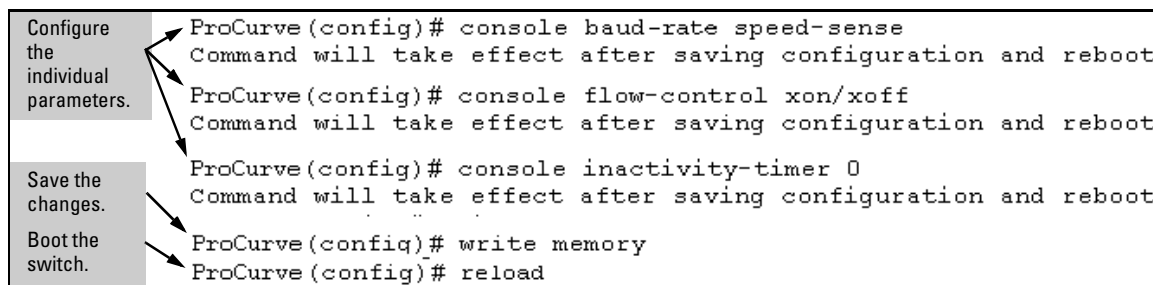 Configure
the
individual
parameters.
ProCurve(config)# console baud-rate speed-sense
Command will take effect after saving configuration and reboot
ProCurve(config)# console flow-control xon/xoff
Command will take effect after saving configuration and reboot
ProCurve(config)# console inactivity-timer 0
Command will take effect after saving configuration and reboot
Save the
changes.
ProCurve(config)# write memory
Boot the
switch.
ProCurve(config)# reload